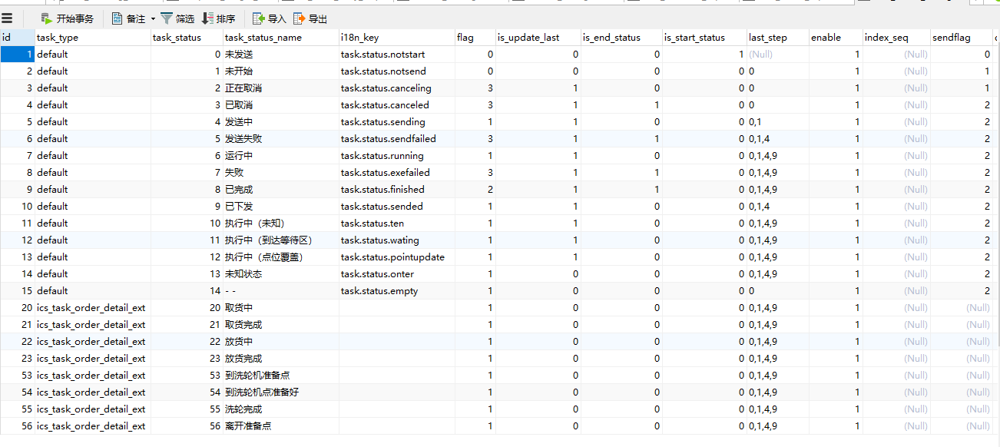 开始事务 备注 筛选 排序 导入 导出
id task_type task_status task_status_name i18n_key flag is_update_last is_end_status is_start_status last_step enable index_seq sendflag
1 default 0 未发送 task.status.notstart 0 0 0 1 (Null) 1 (Null) 0
2 default 1 未开始 task.status.notsend 0 0 0 0 0 1 (Null) 1
3 default 2 正在取消 task.status.canceling 3 1 0 0 0 1 (Null) 1
4 default 3 已取消 task.status.canceled 3 1 1 0 0 1 (Null) 2
5 default 4 发送中 task.status.sending 1 1 0 0 0,1 1 (Null) 2
6 default 5 发送失败 task.status.sendfailed 3 1 1 0 0,1,4 1 (Null) 2
7 default 6 运行中 task.status.running 1 1 0 0 0,1,4,9 1 (Null) 2
8 default 7 失败 task.status.exefailed 3 1 1 0 0,1,4,9 1 (Null) 2
9 default 8 已完成 task.status.finished 2 1 1 0 0,1,4,9 1 (Null) 2
10 default 9 已下发 task.status.sended 1 1 0 0 0,1,4 1 (Null) 2
11 default 10 执行中（未知） task.status.ten 1 1 0 0 0,1,4,9 1 (Null) 2
12 default 11 执行中（到达等待区） task.status.wating 1 1 0 0 0,1,4,9 1 (Null) 2
13 default 12 执行中（点位覆盖） task.status.pointupdate 1 1 0 0 0,1,4,9 1 (Null) 2
14 default 13 未知状态 task.status.onter 1 0 0 0 0,1,4,9 1 (Null) 2
15 default 14 - - task.status.empty 1 0 0 0 0 1 (Null) 2
20 ics_task_order_detail_ext 20 取货中 1 0 0 0 0,1,4,9 1 (Null) (Null)
21 ics_task_order_detail_ext 21 取货完成 1 0 0 0 0,1,4,9 1 (Null) (Null)
22 ics_task_order_detail_ext 22 放货中 1 0 0 0 0,1,4,9 1 (Null) (Null)
23 ics_task_order_detail_ext 23 放货完成 1 0 0 0 0,1,4,9 1 (Null) (Null)
53 ics_task_order_detail_ext 53 到洗轮机准备点 1 0 0 0 0,1,4,9 1 (Null) (Null)
54 ics_task_order_detail_ext 54 到洗轮机点准备好 1 0 0 0 0,1,4,9 1 (Null) (Null)
55 ics_task_order_detail_ext 55 洗轮完成 1 0 0 0 0,1,4,9 1 (Null) (Null)
56 ics_task_order_detail_ext 56 离开准备点 1 0 0 0 0,1,4,9 1 (Null) (Null)